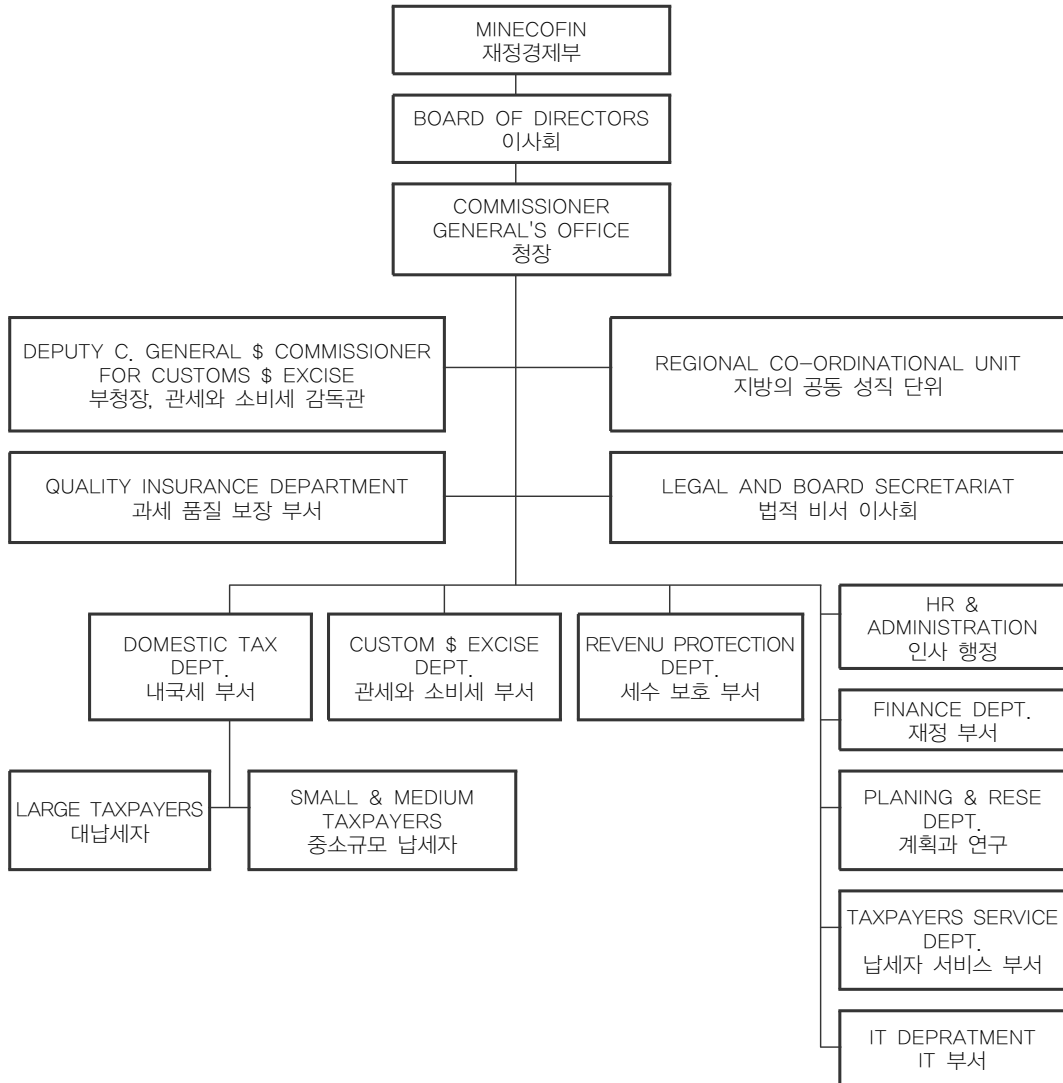 MINECOFIN
재정경제부
BOARD OF DIRECTORS
이사회
COMMISSIONER
GENERAL'S OFFICE
청장
DEPUTY C. GENERAL $ COMMISSIONER
FOR CUSTOMS $ EXCISE
부청장, 관세와 소비세 감독관
REGIONAL CO-ORDINATIONAL UNIT
지방의 공동 성직 단위
QUALITY INSURANCE DEPARTMENT
과세 품질 보장 부서
LEGAL AND BOARD SECRETARIAT
법적 비서 이사회
DOMESTIC TAX
DEPT.
내국세 부서
CUSTOM $ EXCISE
DEPT.
관세와 소비세 부서
REVENU PROTECTION
DEPT.
세수 보호 부서
HR &
ADMINISTRATION
인사 행정
FINANCE DEPT.
재정 부서
LARGE TAXPAYERS
대납세자
SMALL & MEDIUM
TAXPAYERS
중소규모 납세자
PLANING & RESE
DEPT.
계획과 연구
TAXPAYERS SERVICE
DEPT.
납세자 서비스 부서
IT DEPRATMENT
IT 부서